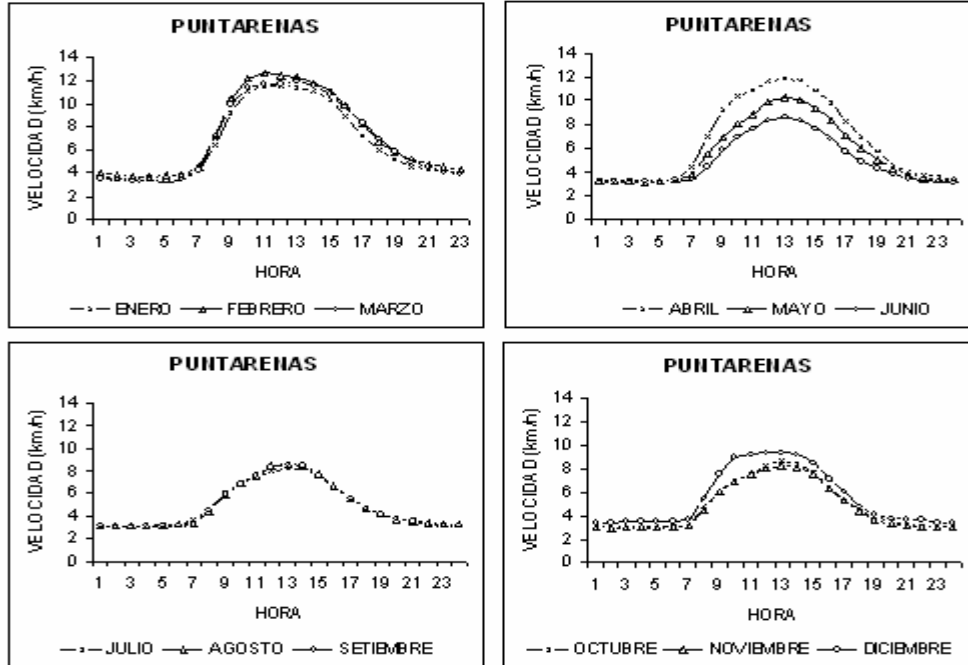 PUNTARENAS
VELOCIDAD (km/h)
14
12
10
8
6
4
2
0
1 3 5 7 9 11 13 15 17 19 21 23
HORA
ENERO FEBRERO MARZO
PUNTARENAS
VELOCIDAD (km/h)
14
12
10
8
6
4
2
0
1 3 5 7 9 11 13 15 17 19 21 23
HORA
ABRIL MAYO JUNIO
PUNTARENAS
VELOCIDAD (km/h)
14
12
10
8
6
4
2
0
1 3 5 7 9 11 13 15 17 19 21 23
HORA
JULIO AGOSTO SETIEMBRE
PUNTARENAS
VELOCIDAD (km/h)
14
12
10
8
6
4
2
0
1 3 5 7 9 11 13 15 17 19 21 23
HORA
OCTUBRE NOVIEMBRE DICIEMBRE